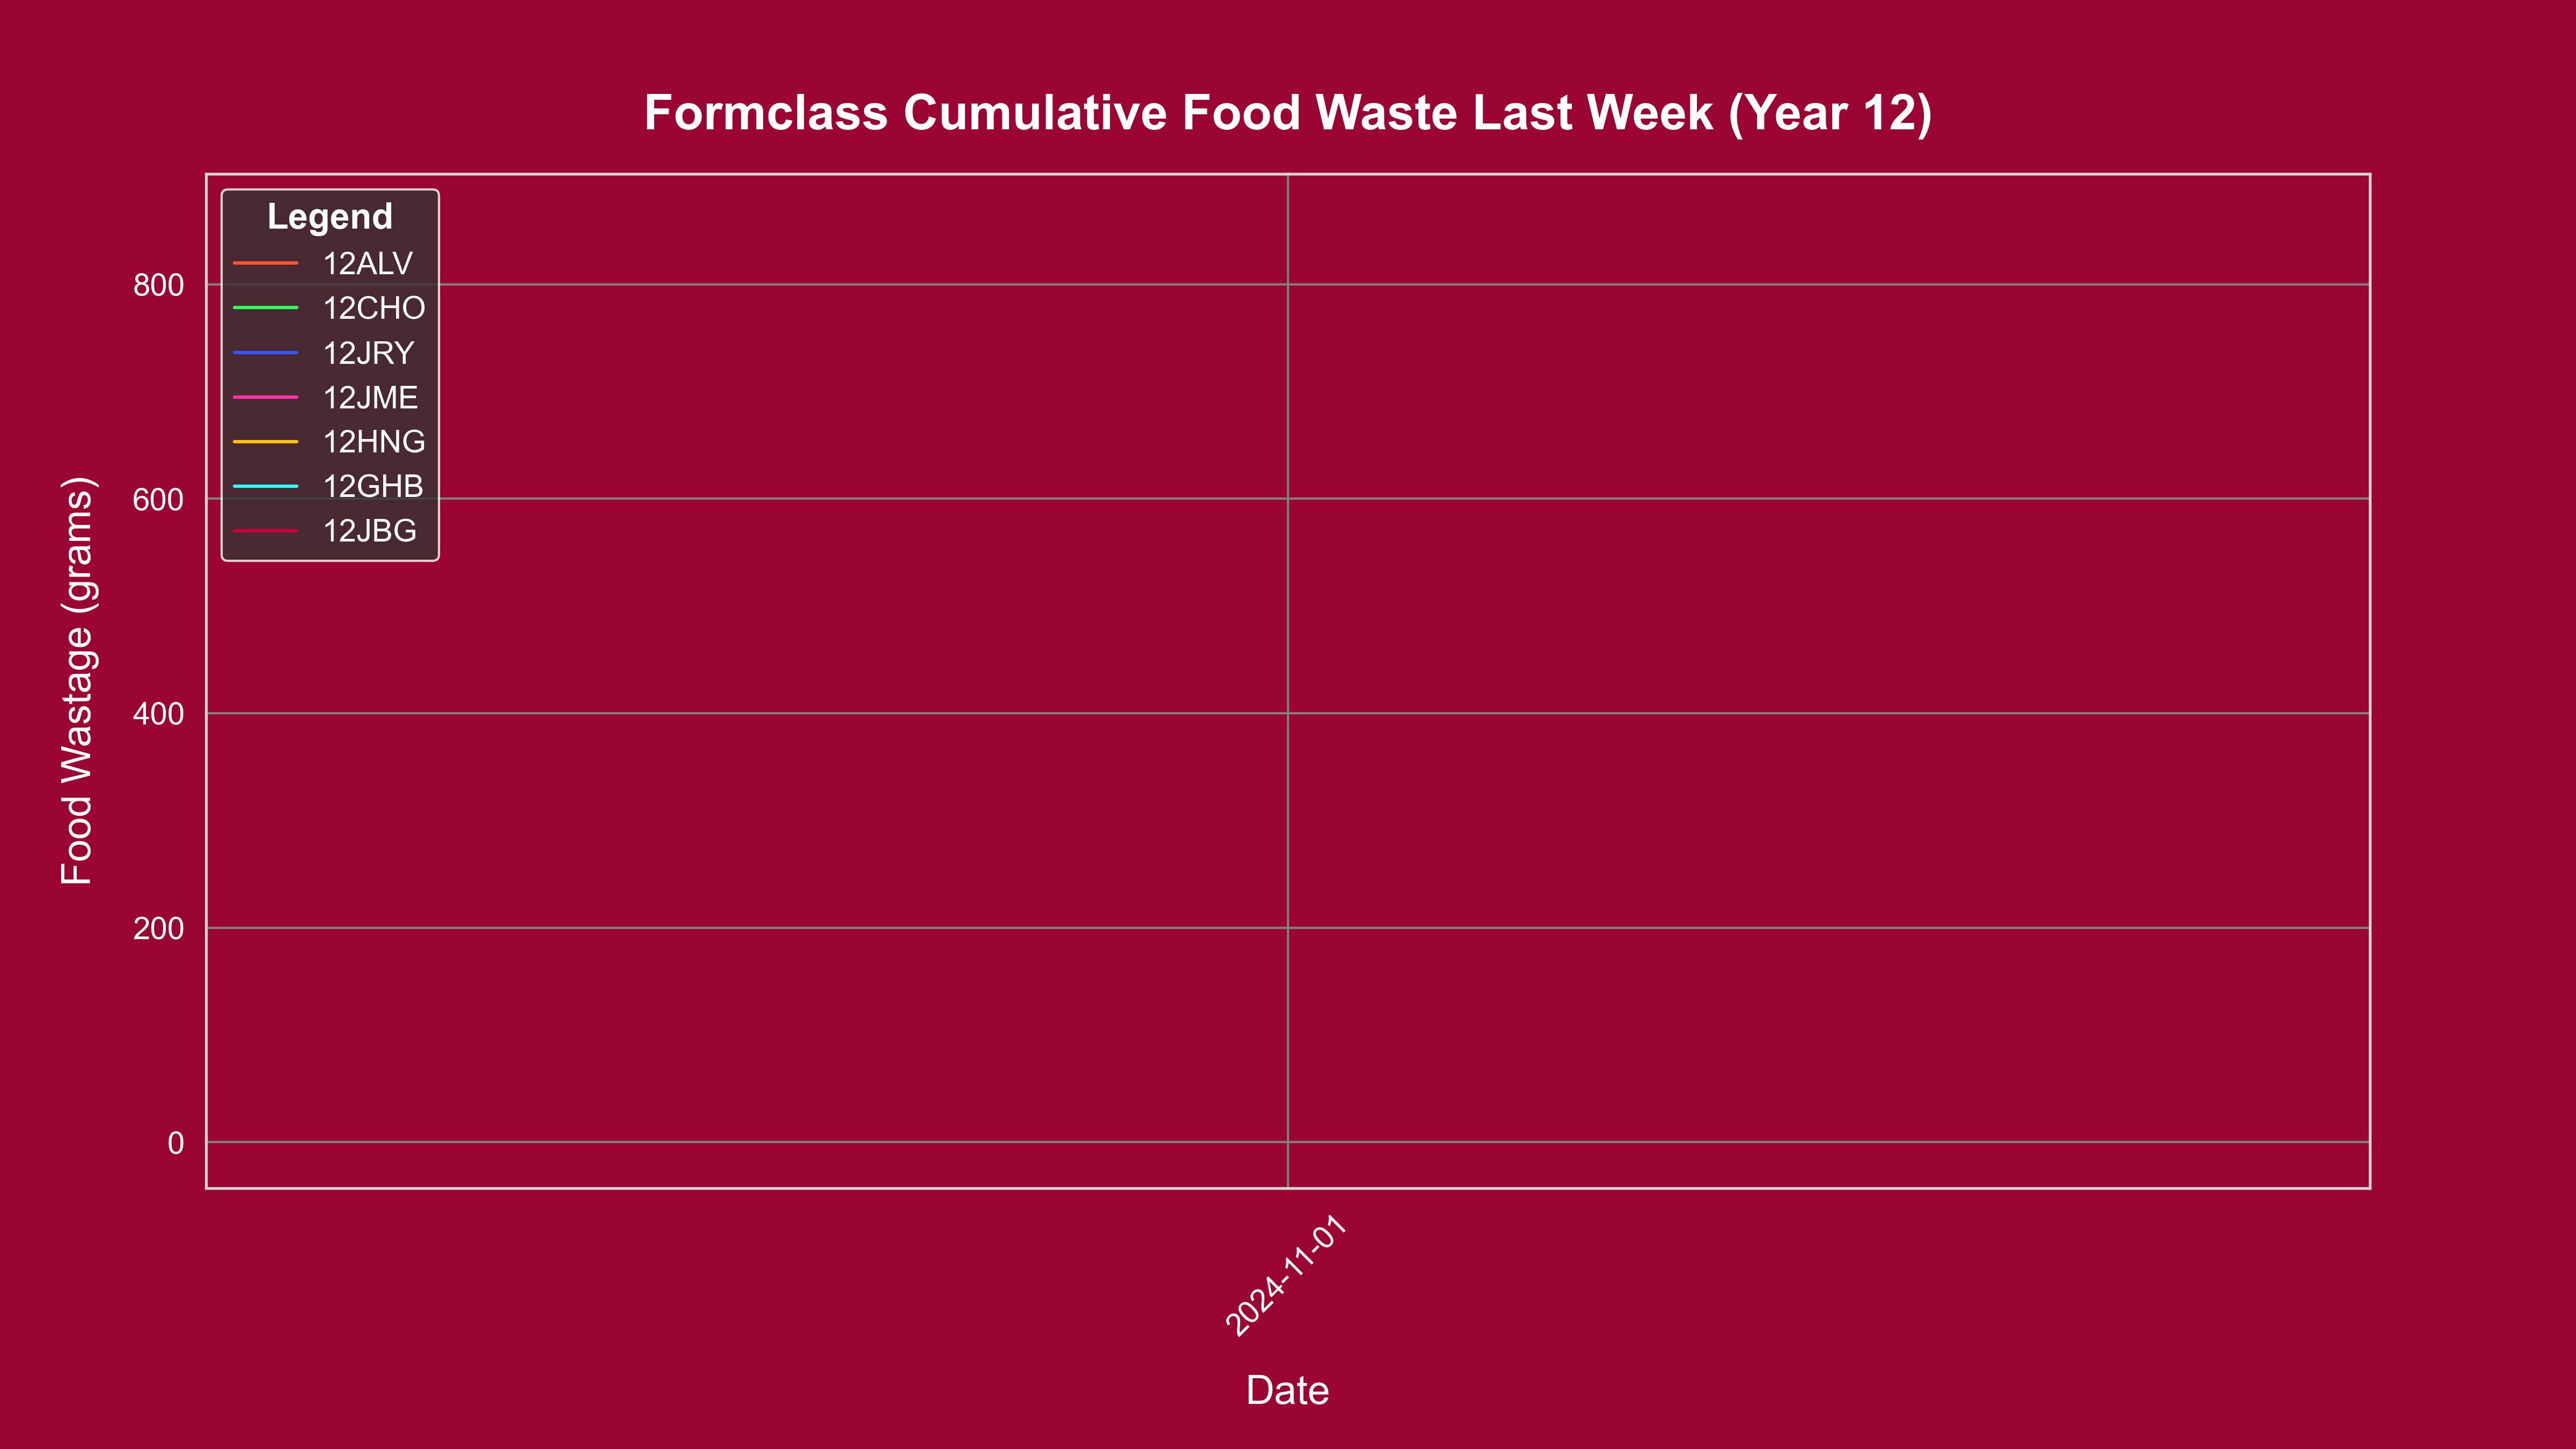 Formclass Cumulative Food Waste Last Week (Year 12)
Legend
12ALV
12CHO
12JRY
12JME
12HNG
12GHB
12JBG
800
600
400
200
0
Food Wastage (grams)
2024-11-01
Date